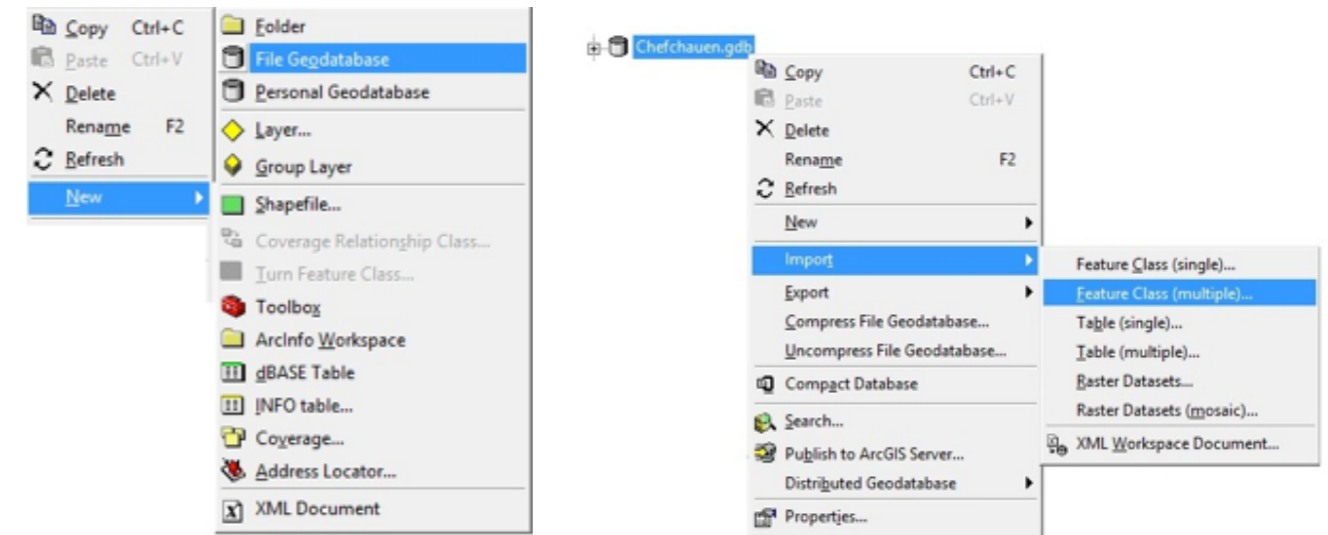 Copy Ctrl+C
Paste Ctrl+V
Delete
Rename F2
Refresh
New
Folder
File Geodatabase
Personal Geodatabase
Layer...
Group Layer
Shapefile...
Coverage Relationship Class...
Turn Feature Class...
Toolbox
ArcInfo Workspace
dBASE Table
INFO table...
Coverage...
Address Locator...
XML Document
Chefchauen.gdb
Copy Ctrl+C
Paste Ctrl+V
Delete
Rename F2
Refresh
New
Import
Export
Compress File Geodatabase...
Uncompress File Geodatabase...
Compact Database
Search...
Publish to ArcGIS Server...
Distributed Geodatabase
Properties...
Feature Class (single)...
Feature Class (multiple)...
Table (single)...
Table (multiple)...
Raster Datasets...
Raster Datasets (mosaic)...
XML Workspace Document...